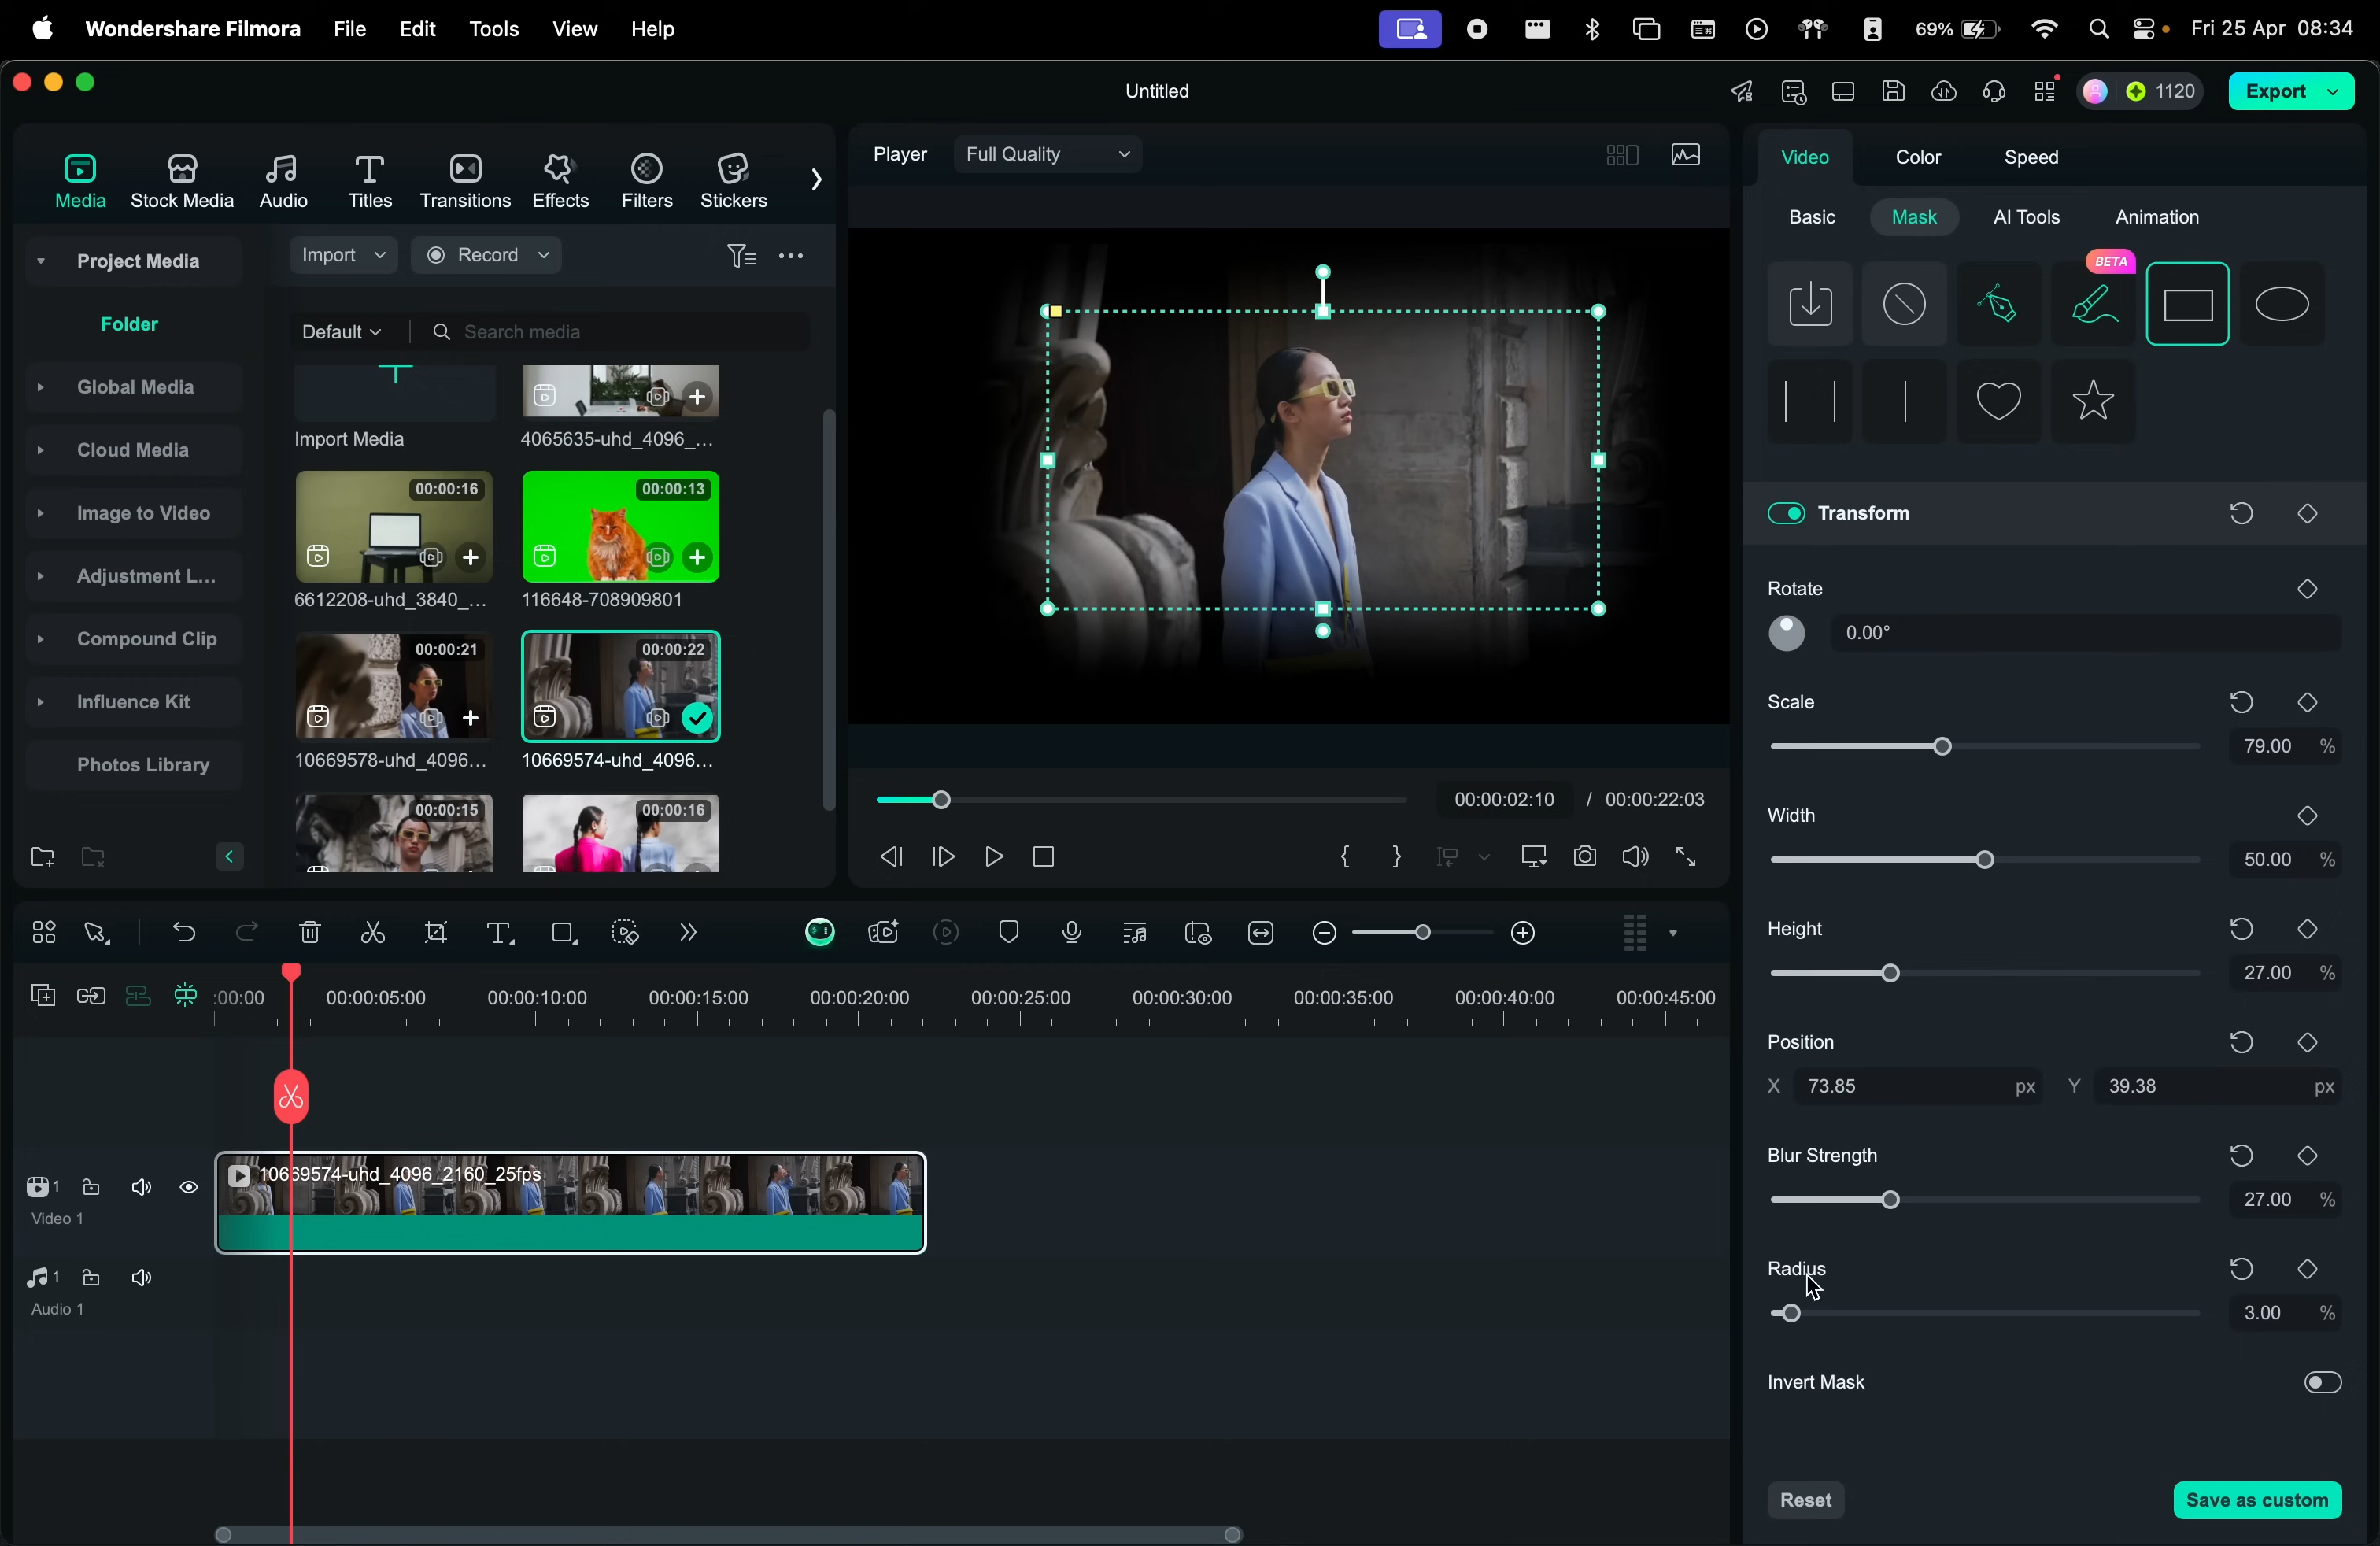 Wondershare Filmora File Edit Tools View Help
69% Fri 25 Apr 08:34
Untitled
1120
Export
Media
Stock Media
Audio
Titles
Transitions
Effects
Filters
Stickers
Player
Full Quality
Video
Color
Speed
Basic
Mask
AI Tools
Animation
BETA
Project Media
Folder
Global Media
Cloud Media
Image to Video
Adjustment L...
Compound Clip
Influence Kit
Photos Library
Import
Record
Default
Search media
Import Media
4065635-uhd_4096_...
00:00:16
00:00:13
6612208-uhd_3840_...
116648-708909801
00:00:21
00:00:22
10669578-uhd_4096...
10669574-uhd_4096...
00:00:15
00:00:16
00:00:02:10 / 00:00:22:03
Transform
Rotate
0.00°
Scale
79.00 %
Width
50.00 %
Height
27.00 %
Position
X 73.85 px Y 39.38 px
Blur Strength
27.00 %
Radius
3.00 %
Invert Mask
Reset
Save as custom
:00:00 00:00:05:00 00:00:10:00 00:00:15:00 00:00:20:00 00:00:25:00 00:00:30:00 00:00:35:00 00:00:40:00 00:00:45:00
10669574-uhd_4096_2160_25fps
1
Video 1
1
Audio 1